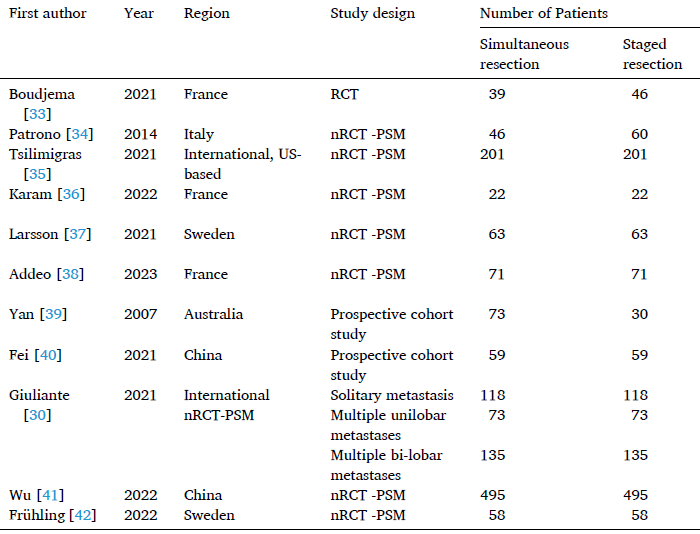 First author Year Region Study design Number of Patients
Simultaneous resection Staged resection
Boudjema [33] 2021 France RCT 39 46
Patrono [34] 2014 Italy nRCT -PSM 46 60
Tsilimigras [35] 2021 International, US-based nRCT -PSM 201 201
Karam [36] 2022 France nRCT -PSM 22 22
Larsson [37] 2021 Sweden nRCT -PSM 63 63
Addeo [38] 2023 France nRCT -PSM 71 71
Yan [39] 2007 Australia Prospective cohort study 73 30
Fei [40] 2021 China Prospective cohort study 59 59
Giuliante [30] 2021 International nRCT-PSM Solitary metastasis 118 118
Multiple unilobar metastases 73 73
Multiple bi-lobar metastases 135 135
Wu [41] 2022 China nRCT -PSM 495 495
Frühling [42] 2022 Sweden nRCT -PSM 58 58